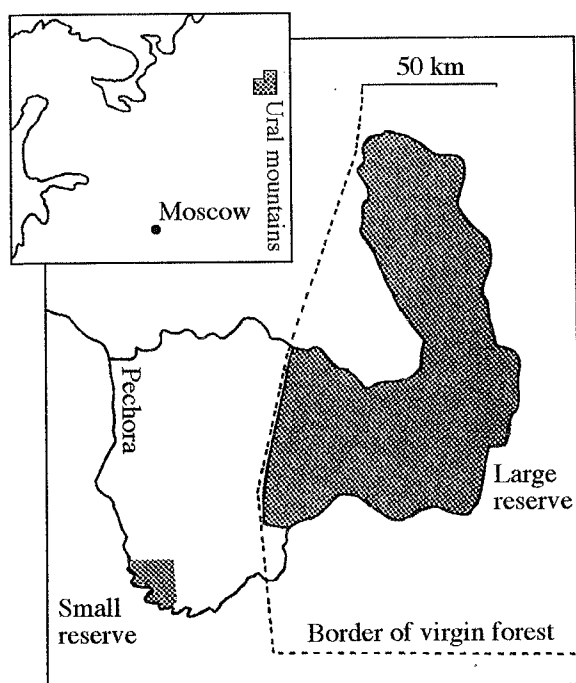 50 km
Ural mountains
Moscow
Pechora
Large
reserve
Small
reserve
Border of virgin forest